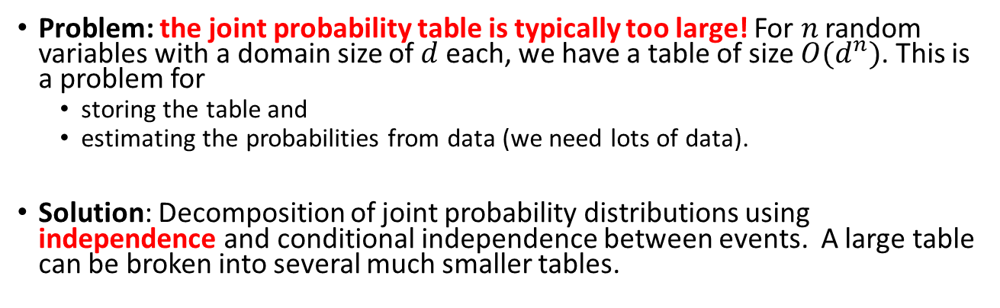 • Problem: the joint probability table is typically too large! For n random
variables with a domain size of d each, we have a table of size O(dⁿ). This is
a problem for
• storing the table and
• estimating the probabilities from data (we need lots of data).
• Solution: Decomposition of joint probability distributions using
independence and conditional independence between events. A large table
can be broken into several much smaller tables.